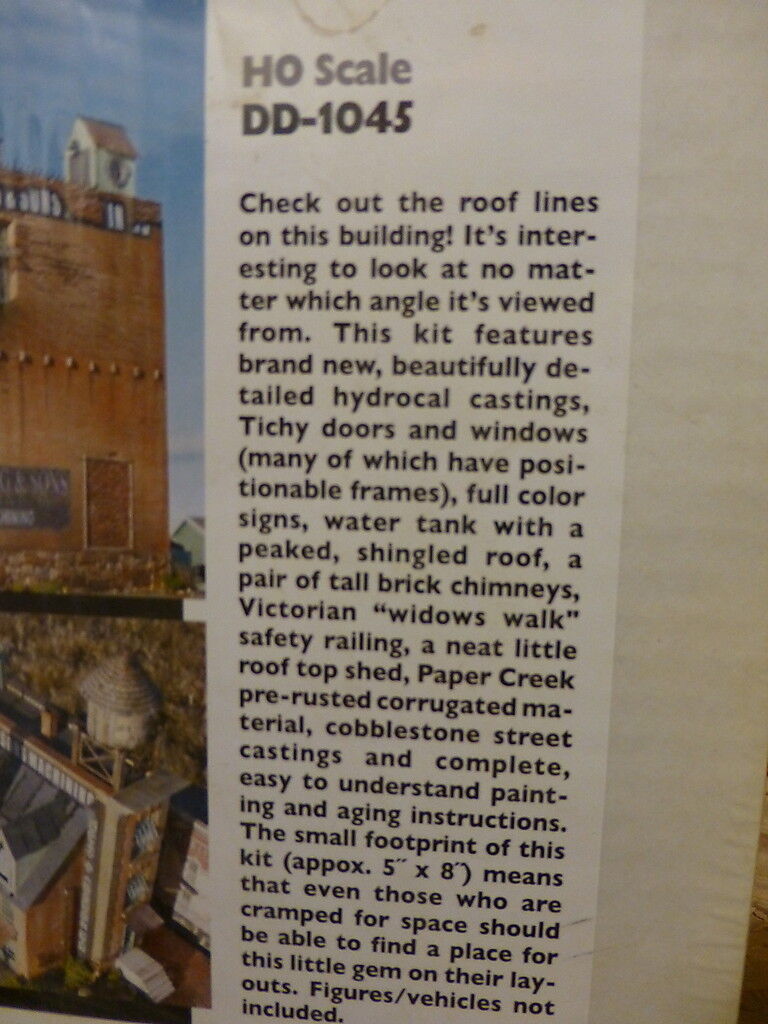 HO Scale
DD-1045
Check out the roof lines
on this building! It's inter-
esting to look at no mat-
ter which angle it's viewed
from. This kit features
brand new, beautifully de-
tailed hydrocal castings,
Tichy doors and windows
(many of which have posi-
tionable frames), full color
signs, water tank with a
peaked, shingled roof, a
pair of tall brick chimneys,
Victorian “widows walk”
safety railing, a neat little
roof top shed, Paper Creek
pre-rusted corrugated ma-
terial, cobblestone street
castings and complete,
easy to understand paint-
ing and aging instructions.
The small footprint of this
kit (appox. 5˝ x 8˝) means
that even those who are
cramped for space should
be able to find a place for
this little gem on their lay-
outs. Figures/vehicles not
included.
& SONS